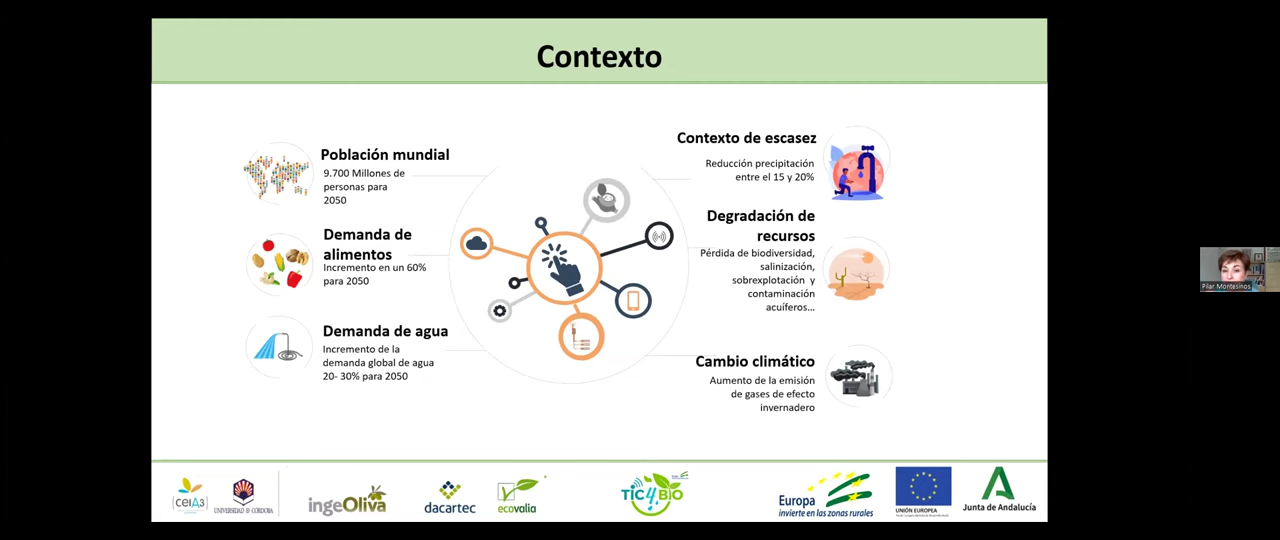 Contexto
Población mundial
9.700 Millones de
personas para
2050
Demanda de
alimentos
Incremento en un 60%
para 2050
Demanda de agua
Incremento de la
demanda global de agua
20- 30% para 2050
Contexto de escasez
Reducción precipitación
entre el 15 y 20%
Degradación de
recursos
Pérdida de biodiversidad,
salinización,
sobrexplotación y
contaminación
acuíferos...
Cambio climático
Aumento de la emisión
de gases de efecto
invernadero
Pilar Montesinos
ceiA3
UNIVERSIDAD D CÓRDOBA
ingeOliva
dacartec
ecovalia
TIC4BIO
Europa
invierte en las zonas rurales
UNIÓN EUROPEA
Junta de Andalucía